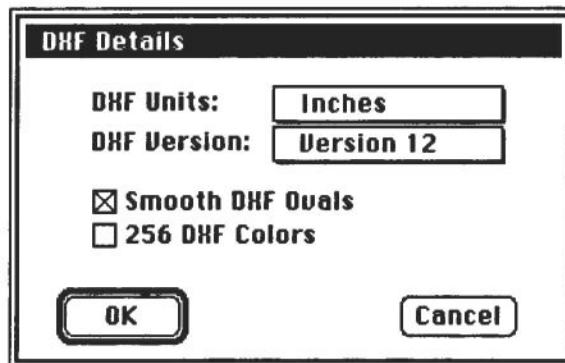 DXF Details
DXF Units: Inches
DXF Version: Version 12
Smooth DXF Ovals
256 DXF Colors
OK Cancel